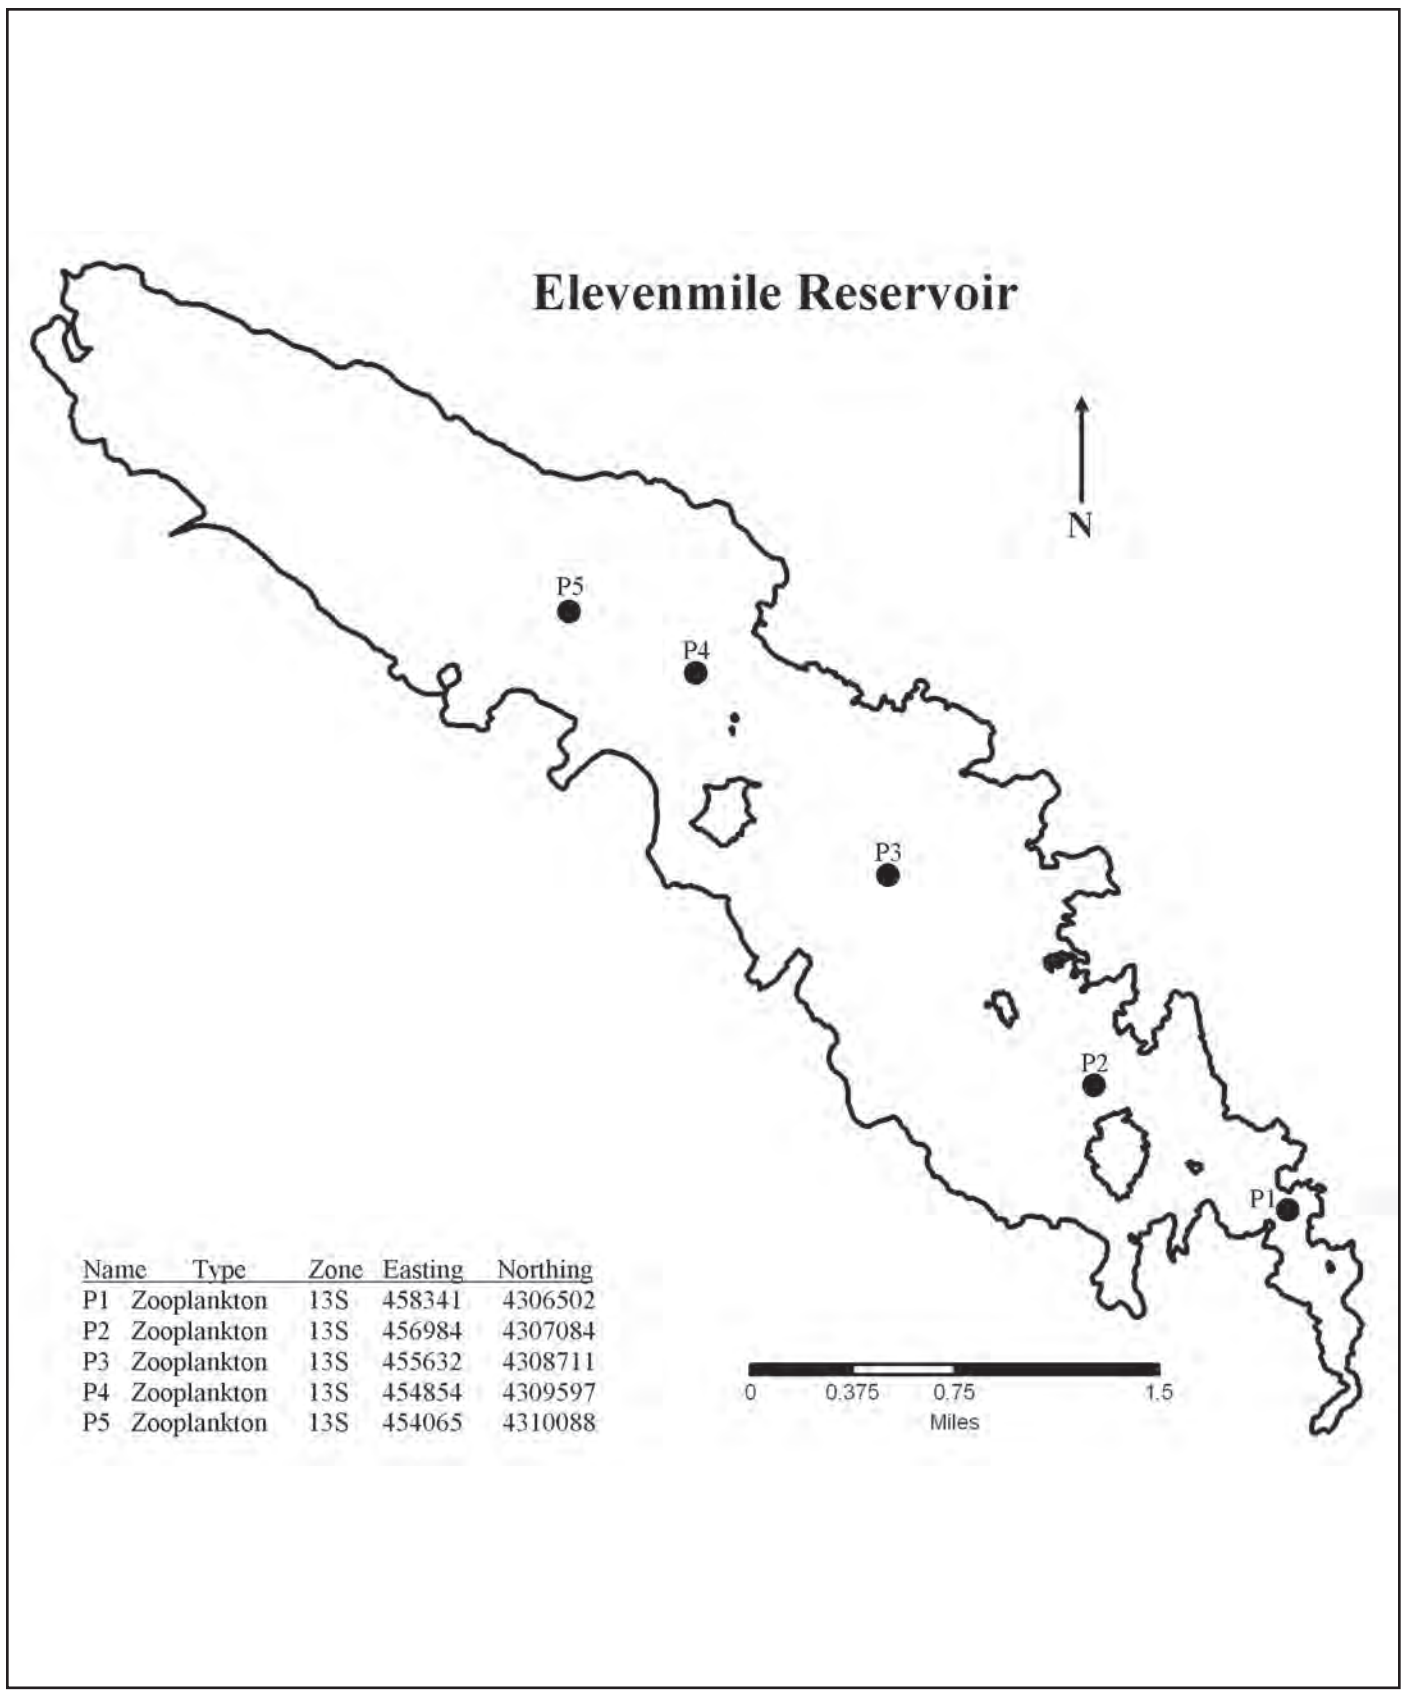 Elevenmile Reservoir
N
P5
P4
P3
P2
P1
Name Type Zone Easting Northing
P1 Zooplankton 13S 458341 4306502
P2 Zooplankton 13S 456984 4307084
P3 Zooplankton 13S 455632 4308711
P4 Zooplankton 13S 454854 4309597
P5 Zooplankton 13S 454065 4310088
0 0.375 0.75 1.5
Miles